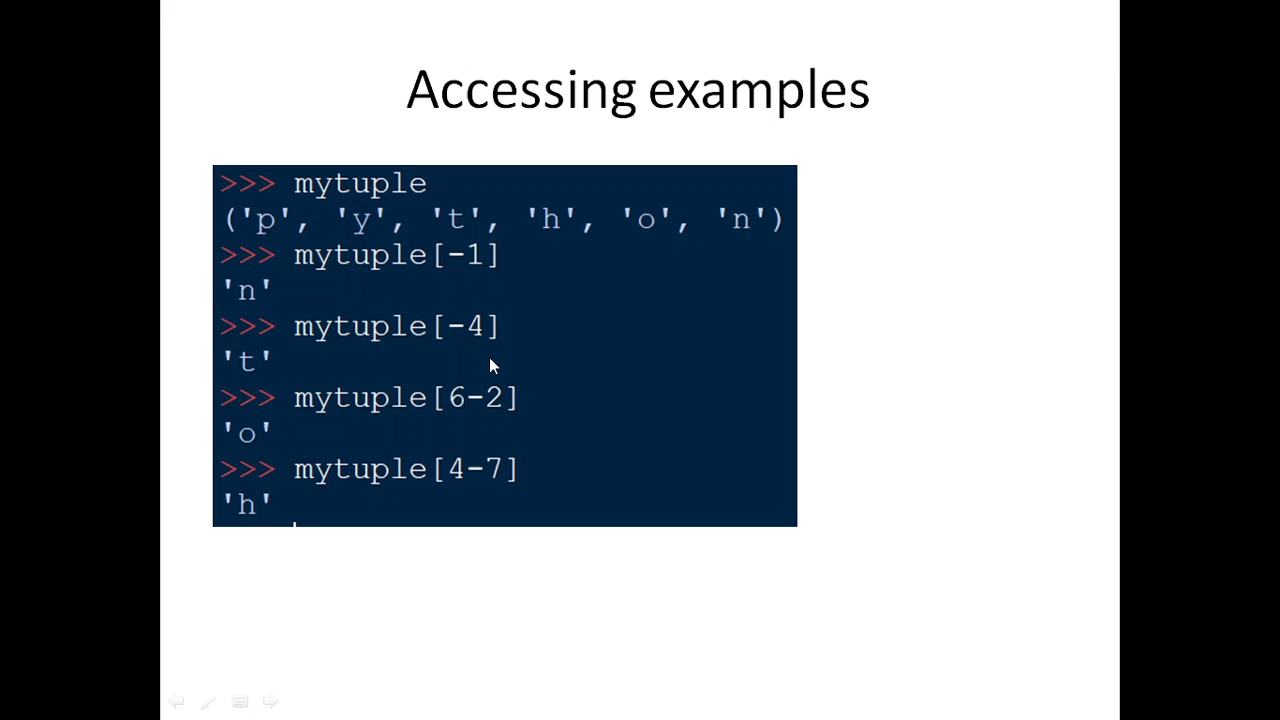 Accessing examples
>>> mytuple
('p', 'y', 't', 'h', 'o', 'n')
>>> mytuple[-1]
'n'
>>> mytuple[-4]
't'
>>> mytuple[6-2]
'o'
>>> mytuple[4-7]
'h'